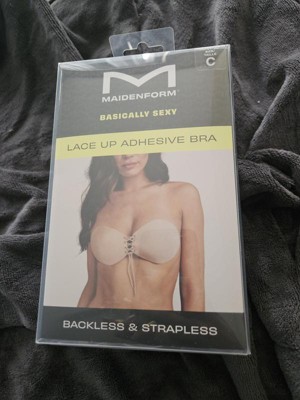 C
MAIDENFORM
BASICALLY SEXY
LACE UP ADHESIVE BRA
BACKLESS & STRAPLESS